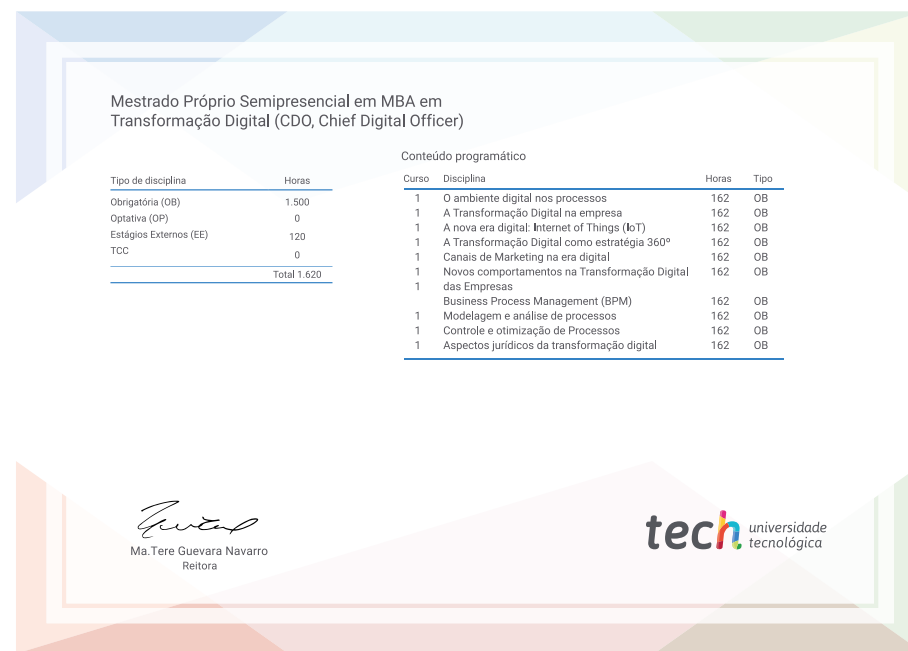 Mestrado Próprio Semipresencial em MBA em
Transformação Digital (CDO, Chief Digital Officer)
Tipo de disciplina Horas
Obrigatória (OB) 1.500
Optativa (OP) 0
Estágios Externos (EE) 120
TCC 0
Total 1.620
Conteúdo programático
Curso Disciplina Horas Tipo
1 O ambiente digital nos processos 162 OB
1 A Transformação Digital na empresa 162 OB
1 A nova era digital: Internet of Things (IoT) 162 OB
1 A Transformação Digital como estratégia 360º 162 OB
1 Canais de Marketing na era digital 162 OB
1 Novos comportamentos na Transformação Digital 162 OB
1 das Empresas
Business Process Management (BPM) 162 OB
1 Modelagem e análise de processos 162 OB
1 Controle e otimização de Processos 162 OB
1 Aspectos jurídicos da transformação digital 162 OB
Ma.Tere Guevara Navarro
Reitora
tech universidade
tecnológica